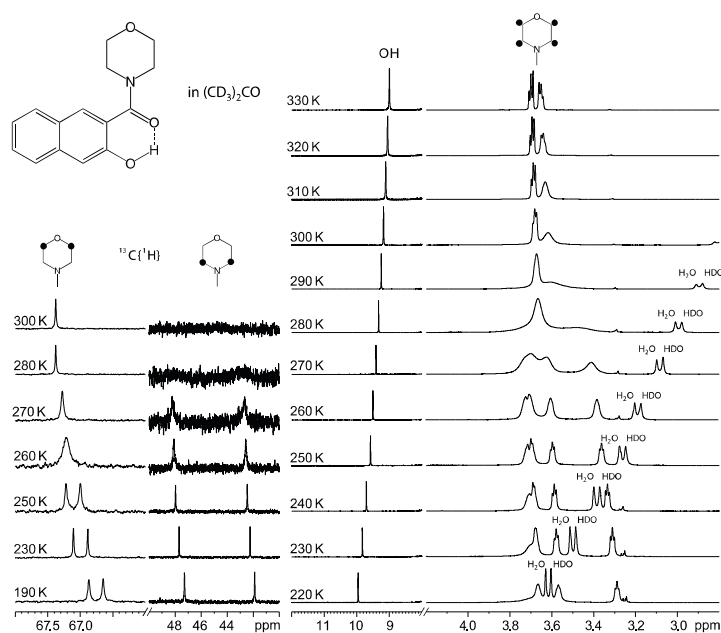 O
N
O
H
O
in (CD₃)₂CO
O
N
¹³C{¹H}
O
N
300 K
280 K
270 K
260 K
250 K
230 K
190 K
67.5
67.0
48
46
44
ppm
OH
O
N
330 K
320 K
310 K
300 K
290 K
H₂O HDO
280 K
H₂O HDO
270 K
H₂O HDO
260 K
H₂O HDO
250 K
H₂O HDO
240 K
H₂O HDO
230 K
H₂O HDO
220 K
H₂O HDO
11
10
9
4.0
3.8
3.6
3.4
3.2
3.0
ppm